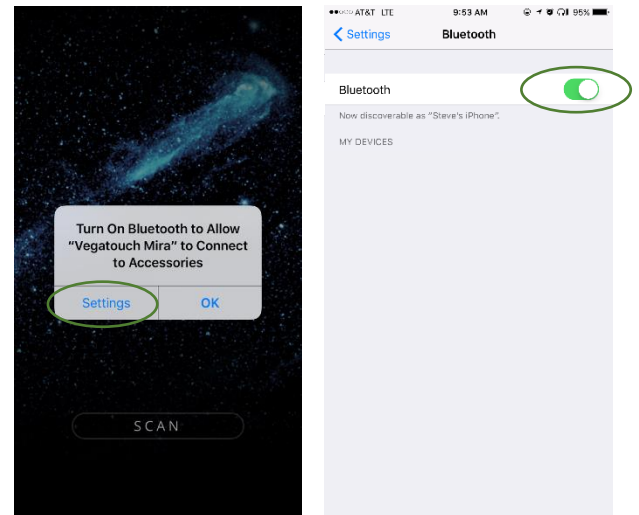 Turn On Bluetooth to Allow
“Vegatouch Mira” to Connect
to Accessories
Settings OK
SCAN
AT&T LTE 9:53 AM 95%
Settings Bluetooth
Bluetooth
Now discoverable as “Steve’s iPhone”.
MY DEVICES